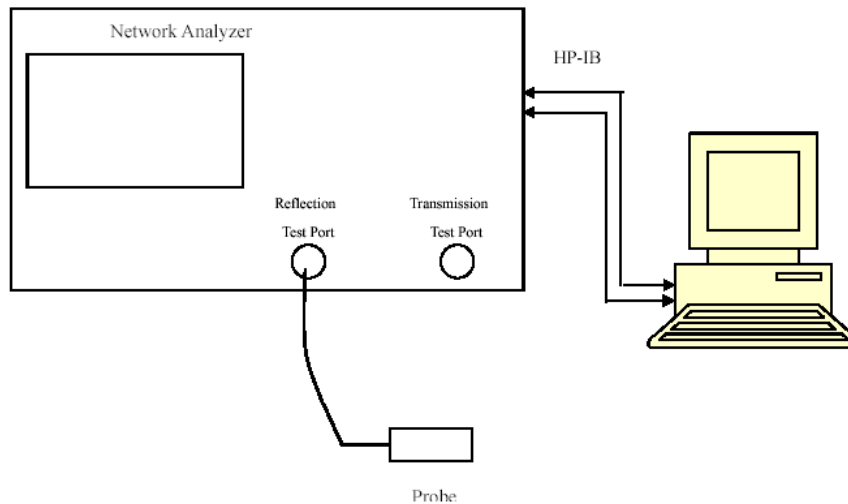 Network Analyzer
HP-IB
Reflection
Test Port
Transmission
Test Port
Probe